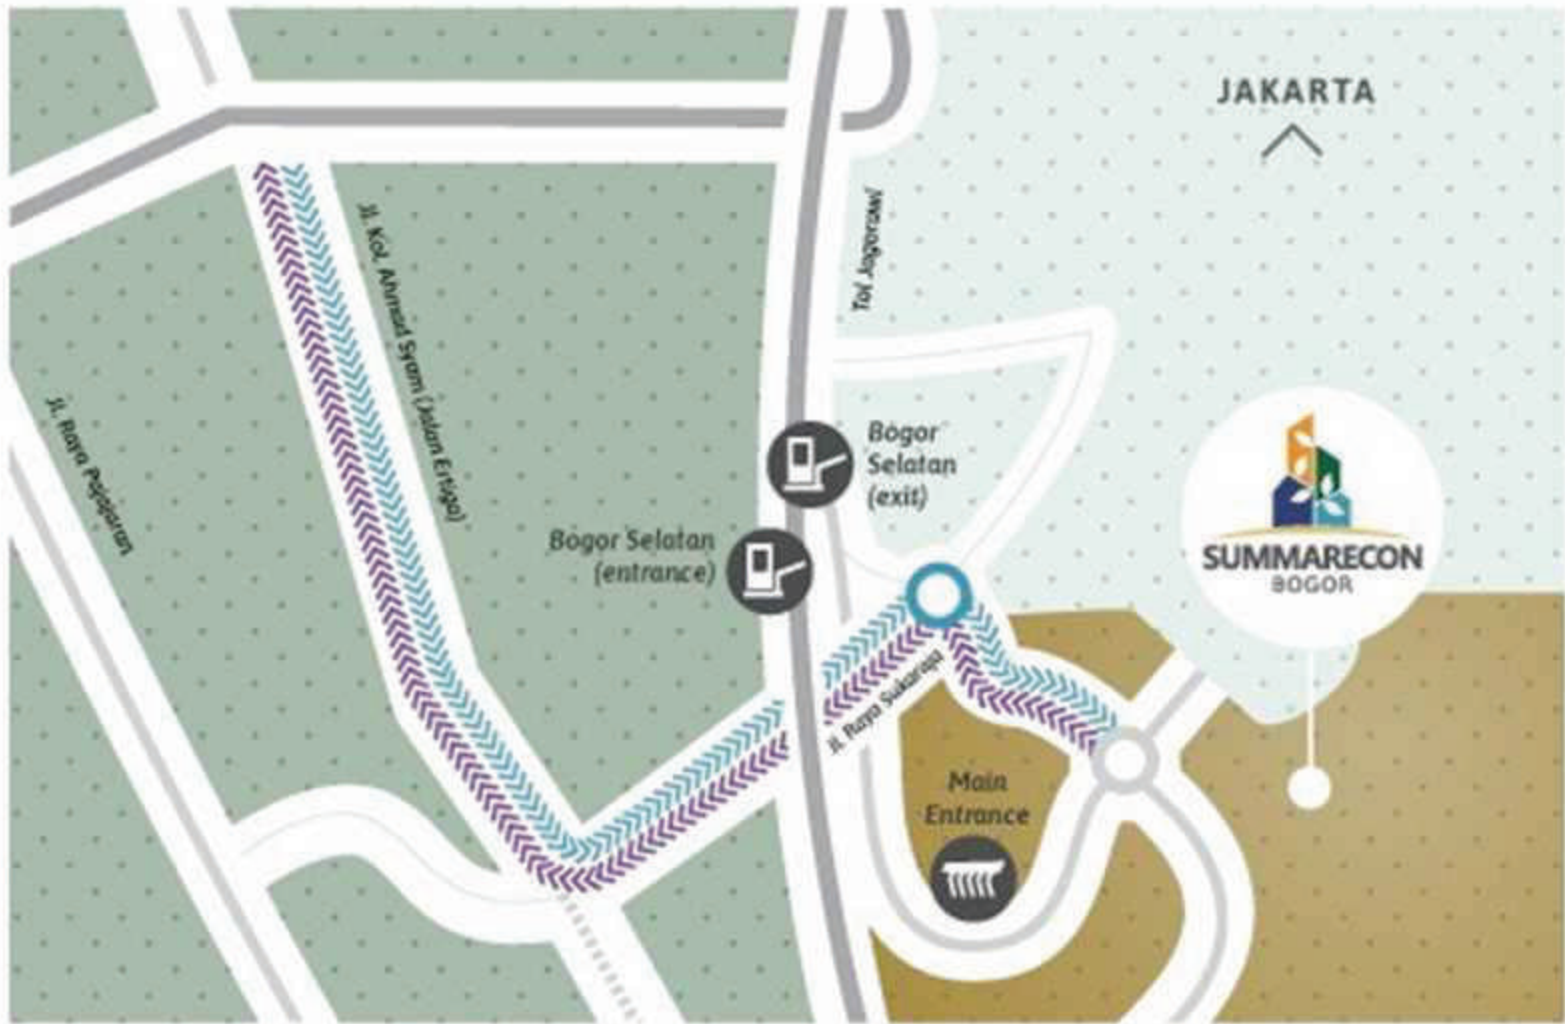 JAKARTA
Tol Jagorawi
Jl. Kol. Ahmad Syam (Jalan Ertiga)
Jl. Raya Pajajaran
Bogor
Selatan
(exit)
Bogor Selatan
(entrance)
SUMMARECON
BOGOR
Jl. Raya Sukaraja
Main
Entrance